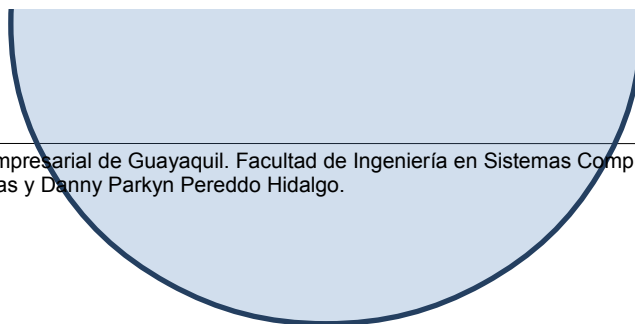 mpresarial de Guayaquil. Facultad de Ingeniería en Sistemas Comp
as y Danny Parkyn Pereddo Hidalgo.